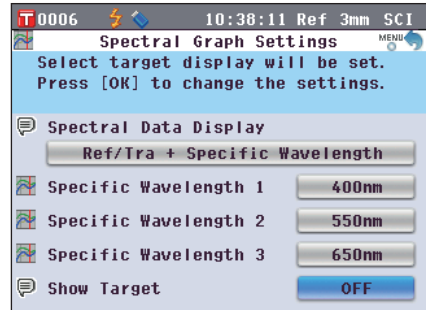 T0006 10:38:11 Ref 3mm SCI
Spectral Graph Settings MENU
Select target display will be set.
Press [OK] to change the settings.
Spectral Data Display
Ref/Tra + Specific Wavelength
Specific Wavelength 1 400nm
Specific Wavelength 2 550nm
Specific Wavelength 3 650nm
Show Target OFF